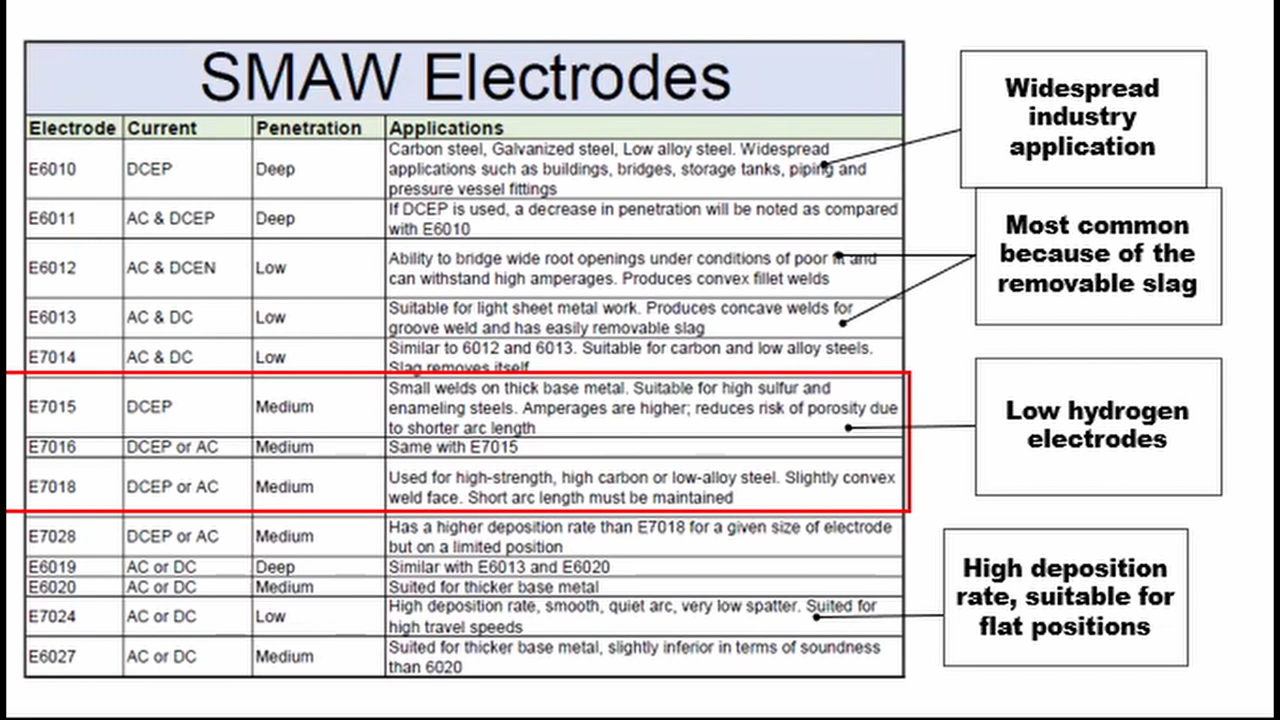 SMAW Electrodes
Electrode Current Penetration Applications
E6010 DCEP Deep Carbon steel, Galvanized steel, Low alloy steel. Widespread
applications such as buildings, bridges, storage tanks, piping and
pressure vessel fittings
E6011 AC & DCEP Deep If DCEP is used, a decrease in penetration will be noted as compared
with E6010
E6012 AC & DCEN Low Ability to bridge wide root openings under conditions of poor fit and
can withstand high amperages. Produces convex fillet welds
E6013 AC & DC Low Suitable for light sheet metal work. Produces concave welds for
groove weld and has easily removable slag
E7014 AC & DC Low Similar to 6012 and 6013. Suitable for carbon and low alloy steels.
Slag removes itself
E7015 DCEP Medium Small welds on thick base metal. Suitable for high sulfur and
enameling steels. Amperages are higher; reduces risk of porosity due
to shorter arc length
E7016 DCEP or AC Medium Same with E7015
E7018 DCEP or AC Medium Used for high-strength, high carbon or low-alloy steel. Slightly convex
weld face. Short arc length must be maintained
E7028 DCEP or AC Medium Has a higher deposition rate than E7018 for a given size of electrode
but on a limited position
E6019 AC or DC Deep Similar with E6013 and E6020
E6020 AC or DC Medium Suited for thicker base metal
E7024 AC or DC Low High deposition rate, smooth, quiet arc, very low spatter. Suited for
high travel speeds
E6027 AC or DC Medium Suited for thicker base metal, slightly inferior in terms of soundness
than 6020
Widespread
industry
application
Most common
because of the
removable slag
Low hydrogen
electrodes
High deposition
rate, suitable for
flat positions